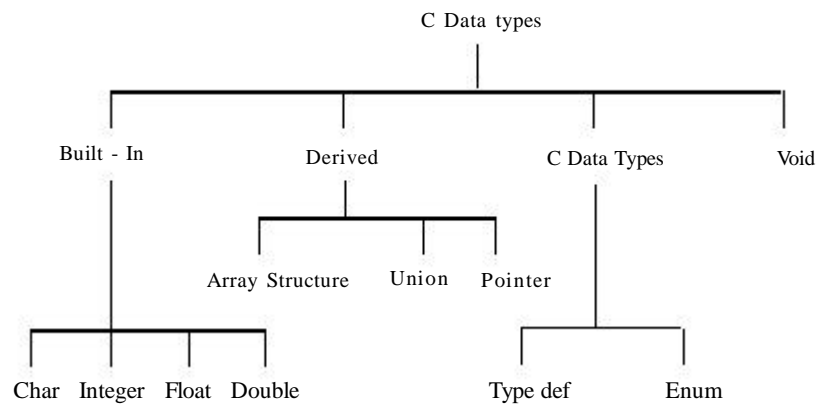 C Data types
Built - In Derived C Data Types Void
Array Structure Union Pointer
Char Integer Float Double Type def Enum